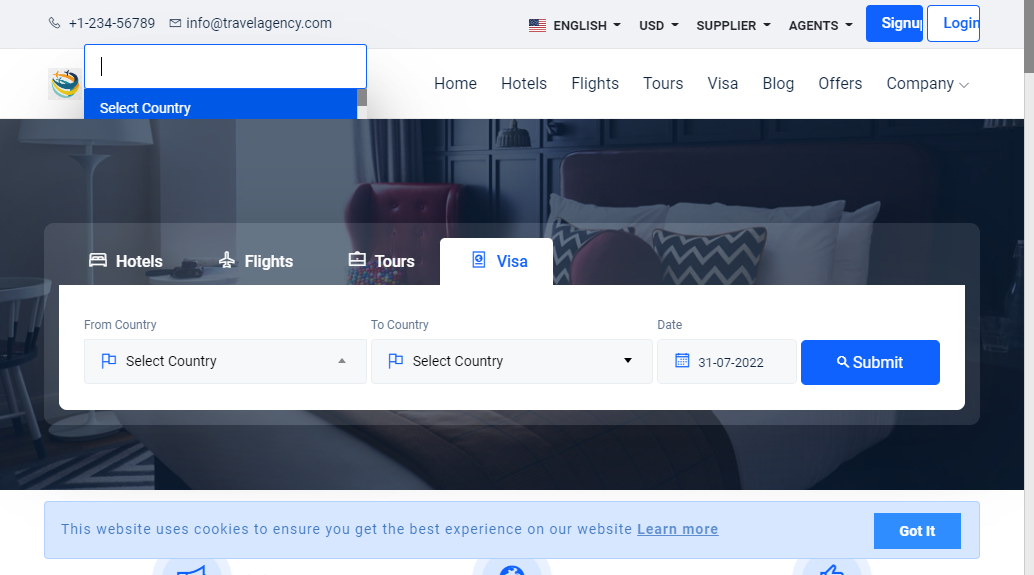 +1-234-56789 info@travelagency.com ENGLISH USD SUPPLIER AGENTS Signup Login
Home Hotels Flights Tours Visa Blog Offers Company
Select Country
Hotels Flights Tours Visa
From Country To Country Date
Select Country Select Country 31-07-2022 Submit
This website uses cookies to ensure you get the best experience on our website Learn more Got It